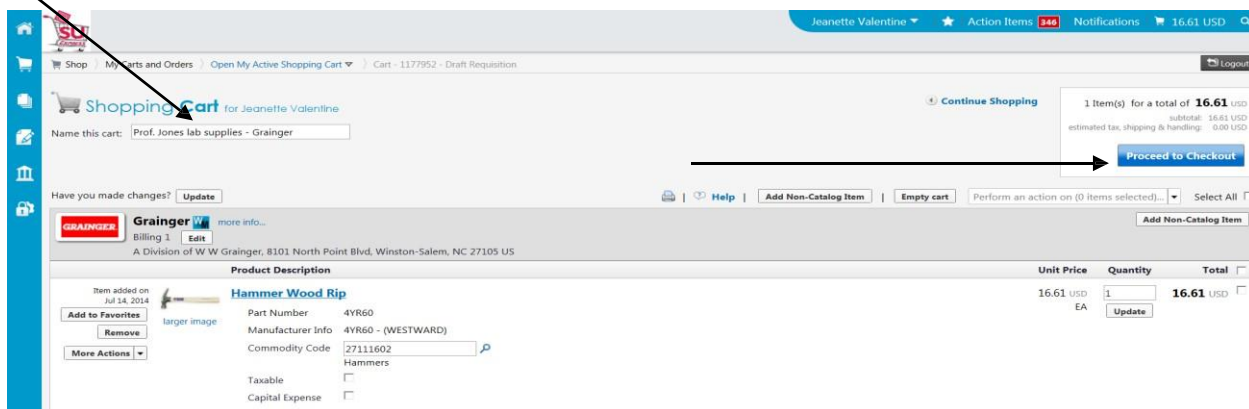 Jeanette Valentine Action Items 346 Notifications 16.61 USD
SU
Shop My Carts and Orders Open My Active Shopping Cart Cart - 1177952 - Draft Requisition Logout
Shopping Cart for Jeanette Valentine
Continue Shopping
1 Item(s) for a total of 16.61 USD
subtotal: 16.61 USD
estimated tax, shipping & handling: 0.00 USD
Name this cart: Prof. Jones lab supplies - Grainger
Proceed to Checkout
Have you made changes? Update | Help | Add Non-Catalog Item | Empty cart Perform an action on (0 items selected)... Select All
GRAINGER Grainger more info... Add Non-Catalog Item
Billing 1 Edit
A Division of W W Grainger, 8101 North Point Blvd, Winston-Salem, NC 27105 US
Product Description Unit Price Quantity Total
Item added on
Jul 14, 2014
Add to Favorites
Remove
More Actions
larger image
Hammer Wood Rip 16.61 USD 1 16.61 USD
EA Update
Part Number 4YR60
Manufacturer Info 4YR60 - (WESTWARD)
Commodity Code 27111602
Hammers
Taxable
Capital Expense